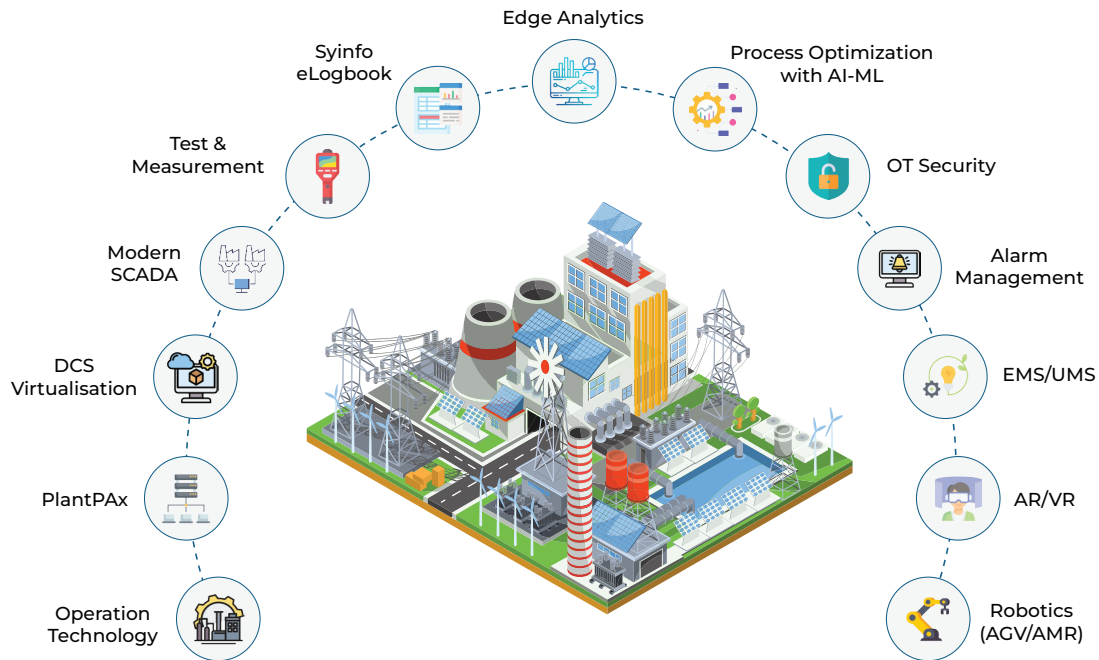 Edge Analytics
Syinfo
eLogbook
Process Optimization
with AI-ML
Test &
Measurement
OT Security
Modern
SCADA
Alarm
Management
DCS
Virtualisation
EMS/UMS
PlantPAx
AR/VR
Operation
Technology
Robotics
(AGV/AMR)